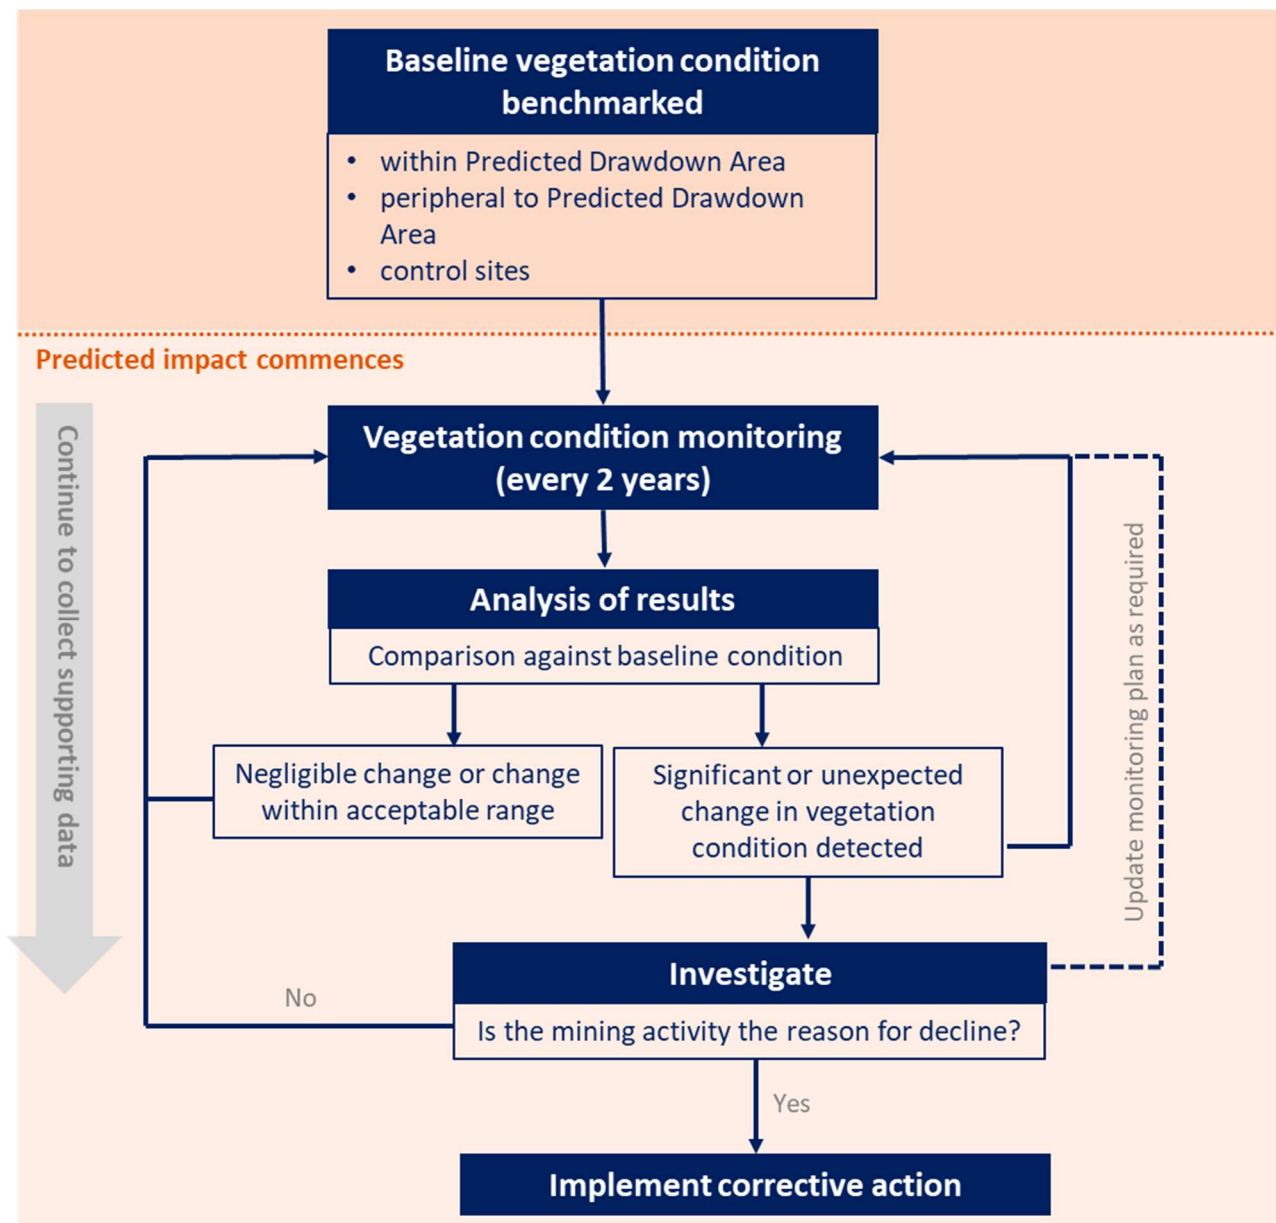 Baseline vegetation condition
benchmarked
• within Predicted Drawdown Area
• peripheral to Predicted Drawdown
Area
• control sites
Predicted impact commences
Continue to collect supporting data
Vegetation condition monitoring
(every 2 years)
Analysis of results
Comparison against baseline condition
Negligible change or change
within acceptable range
Significant or unexpected
change in vegetation
condition detected
Update monitoring plan as required
Investigate
Is the mining activity the reason for decline?
No
Yes
Implement corrective action